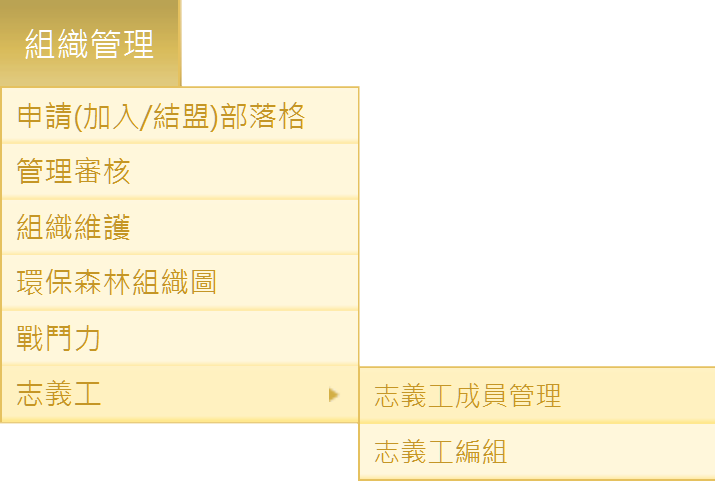 組織管理
申請(加入/結盟)部落格
管理審核
組織維護
環保森林組織圖
戰鬥力
志義工
志義工成員管理
志義工編組